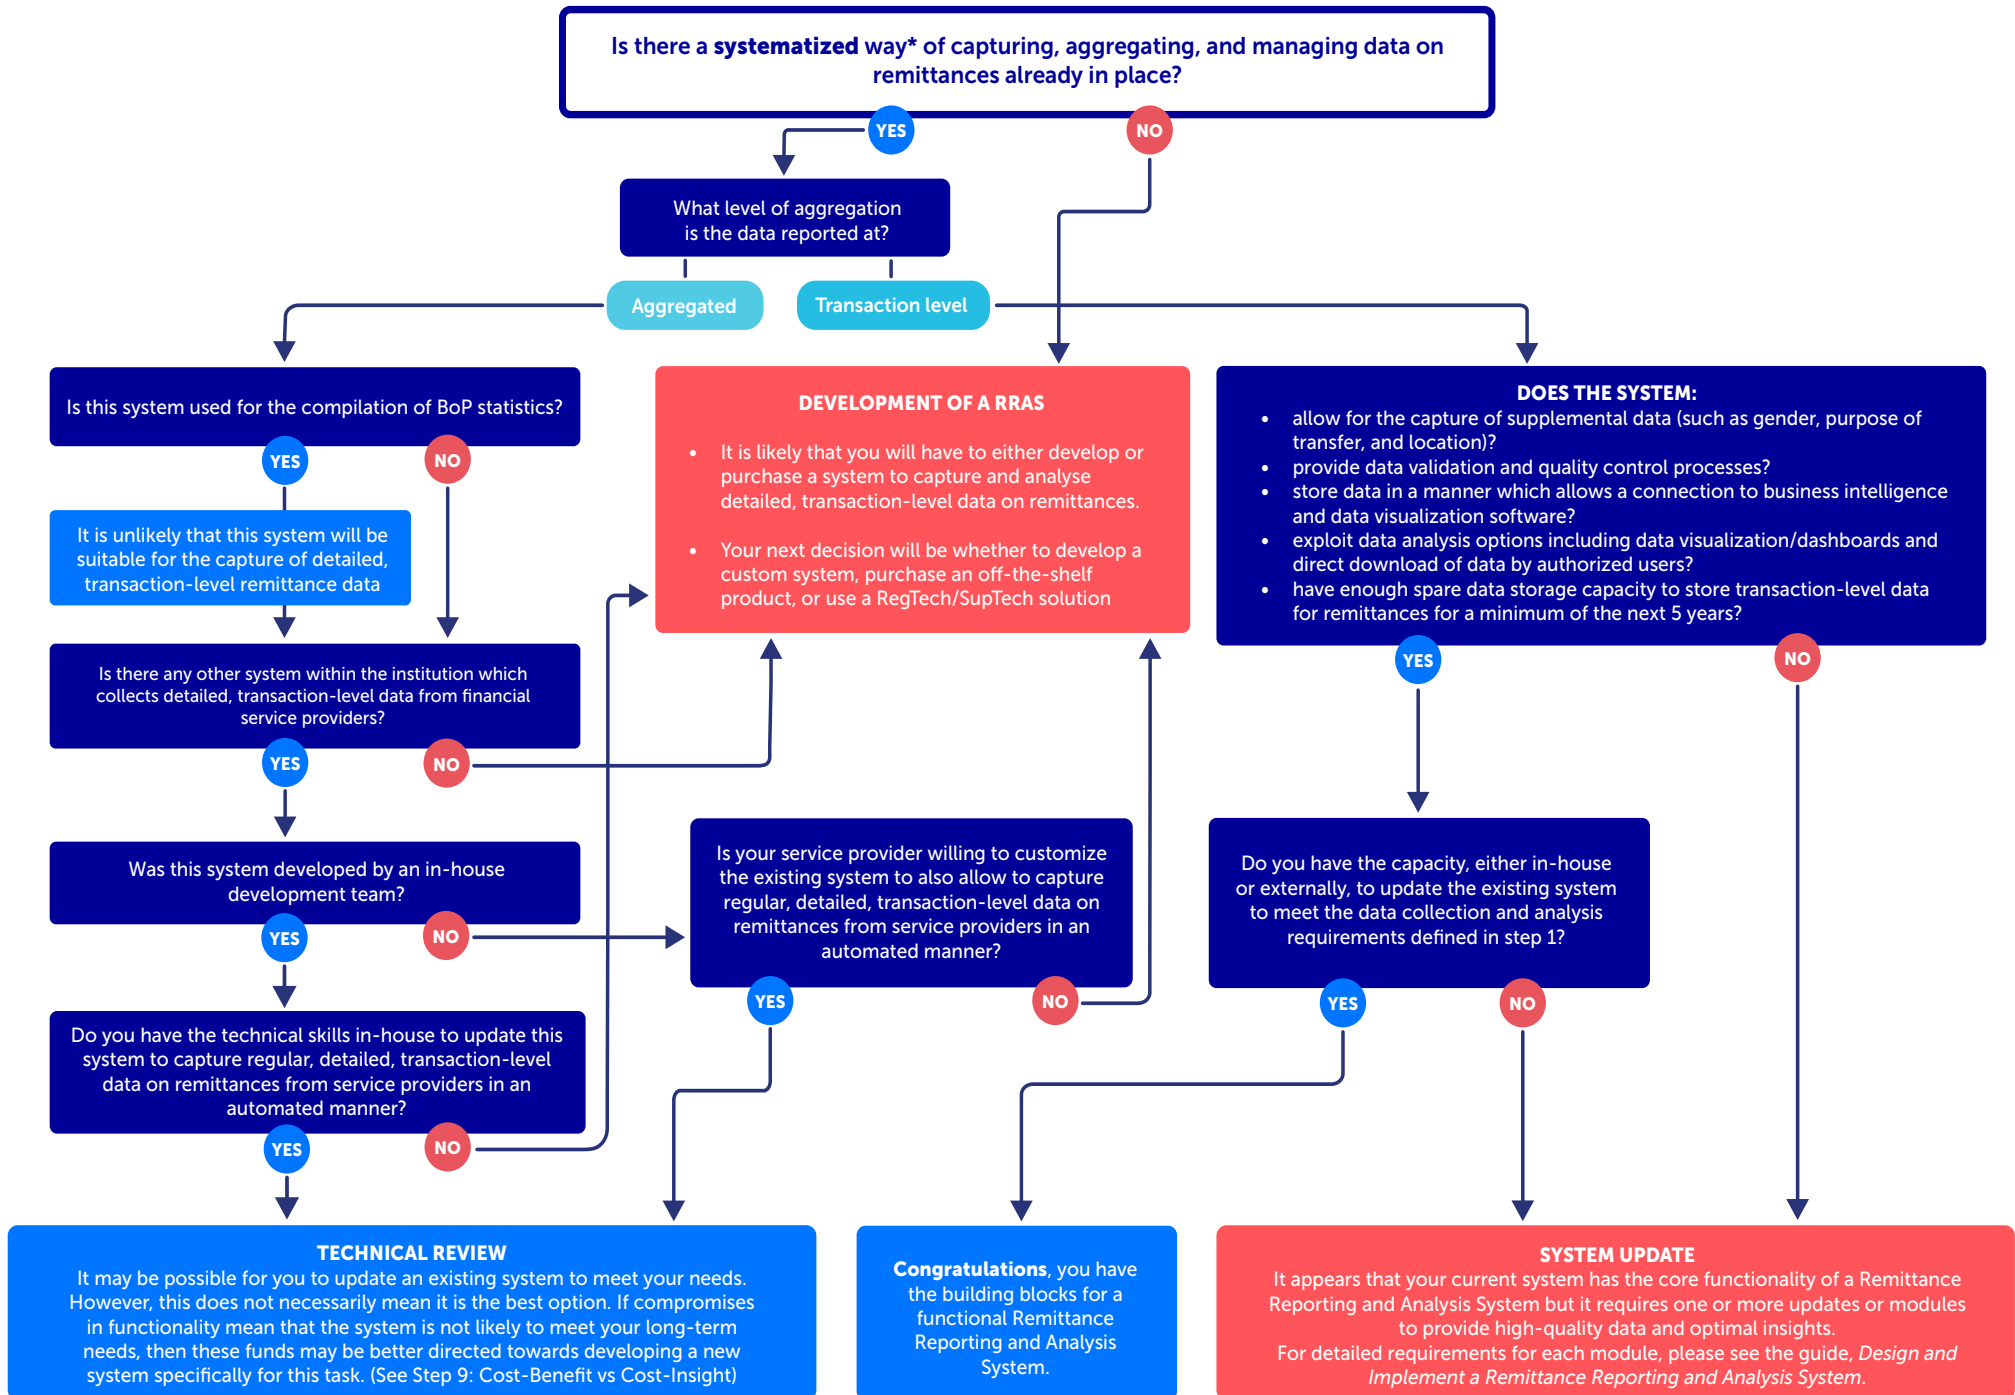 Is there a systematized way* of capturing, aggregating, and managing data on
remittances already in place?
YES
NO
What level of aggregation
is the data reported at?
Aggregated
Transaction level
Is this system used for the compilation of BoP statistics?
YES
NO
It is unlikely that this system will be
suitable for the capture of detailed,
transaction-level remittance data
Is there any other system within the institution which
collects detailed, transaction-level data from financial
service providers?
YES
NO
Was this system developed by an in-house
development team?
YES
NO
Do you have the technical skills in-house to update this
system to capture regular, detailed, transaction-level
data on remittances from service providers in an
automated manner?
YES
NO
DEVELOPMENT OF A RRAS
• It is likely that you will have to either develop or
purchase a system to capture and analyse
detailed, transaction-level data on remittances.
• Your next decision will be whether to develop a
custom system, purchase an off-the-shelf
product, or use a RegTech/SupTech solution
Is your service provider willing to customize
the existing system to also allow to capture
regular, detailed, transaction-level data on
remittances from service providers in an
automated manner?
YES
NO
DOES THE SYSTEM:
• allow for the capture of supplemental data (such as gender, purpose of
transfer, and location)?
• provide data validation and quality control processes?
• store data in a manner which allows a connection to business intelligence
and data visualization software?
• exploit data analysis options including data visualization/dashboards and
direct download of data by authorized users?
• have enough spare data storage capacity to store transaction-level data
for remittances for a minimum of the next 5 years?
YES
NO
Do you have the capacity, either in-house
or externally, to update the existing system
to meet the data collection and analysis
requirements defined in step 1?
YES
NO
TECHNICAL REVIEW
It may be possible for you to update an existing system to meet your needs.
However, this does not necessarily mean it is the best option. If compromises
in functionality mean that the system is not likely to meet your long-term
needs, then these funds may be better directed towards developing a new
system specifically for this task. (See Step 9: Cost-Benefit vs Cost-Insight)
Congratulations, you have
the building blocks for a
functional Remittance
Reporting and Analysis
System.
SYSTEM UPDATE
It appears that your current system has the core functionality of a Remittance
Reporting and Analysis System but it requires one or more updates or modules
to provide high-quality data and optimal insights.
For detailed requirements for each module, please see the guide, Design and
Implement a Remittance Reporting and Analysis System.